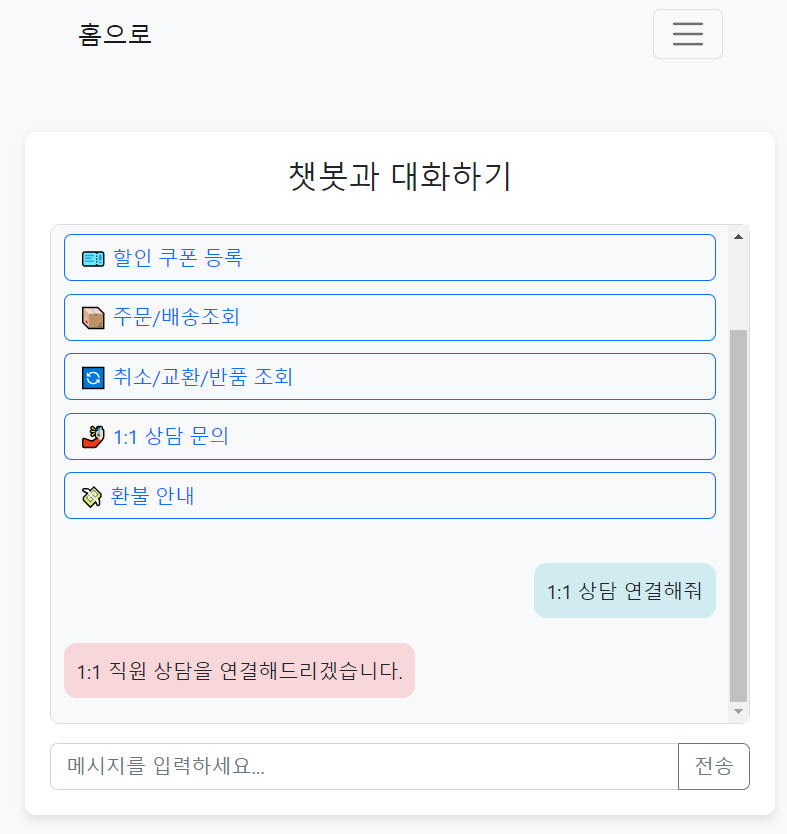 홈으로
챗봇과 대화하기
할인 쿠폰 등록
주문/배송조회
취소/교환/반품 조회
1:1 상담 문의
환불 안내
1:1 상담 연결해줘
1:1 직원 상담을 연결해드리겠습니다.
메시지를 입력하세요...
전송